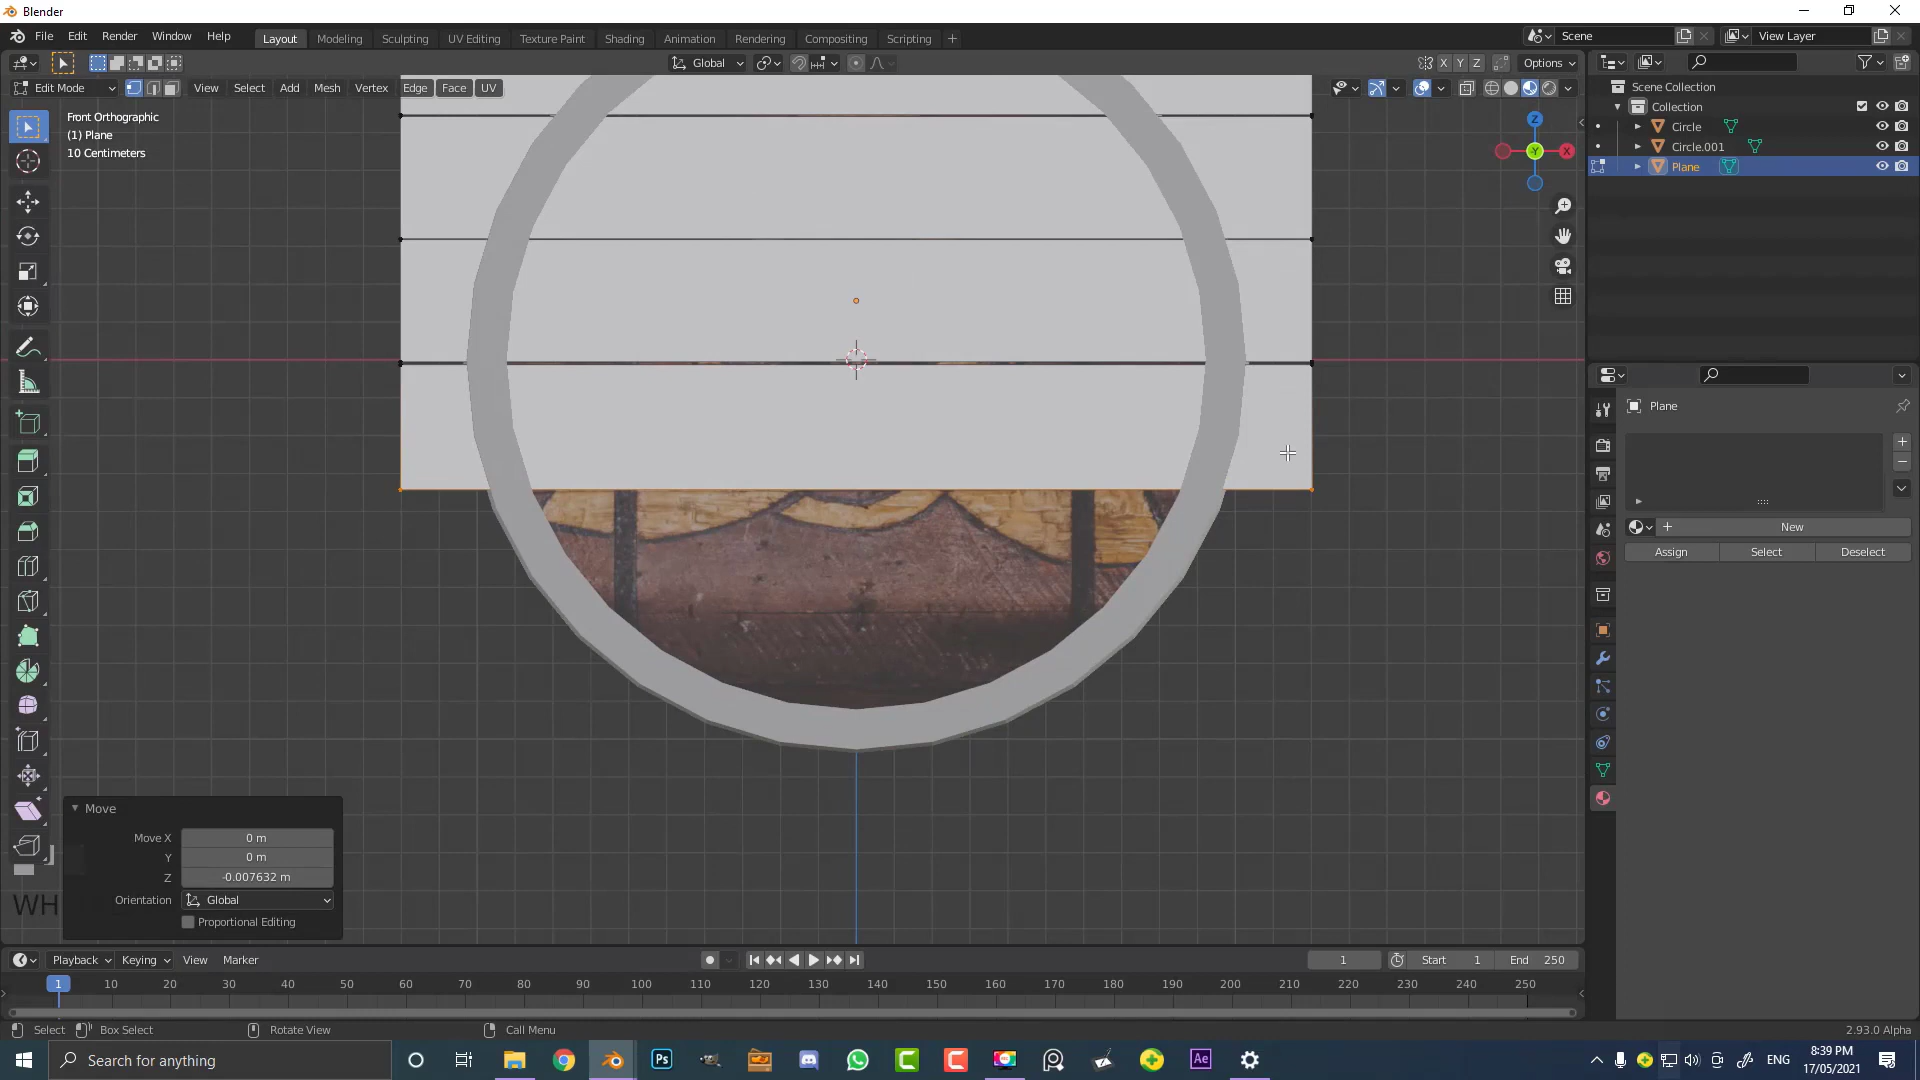 Blender
File Edit Render Window Help
Layout Modeling Sculpting UV Editing Texture Paint Shading Animation Rendering Compositing Scripting
Scene
View Layer
Global
X Y Z
Options
Edit Mode
View Select Add Mesh Vertex Edge Face UV
Front Orthographic
(1) Plane
10 Centimeters
Z
Y
X
Scene Collection
Collection
Circle
Circle.001
Plane
Plane
New
Assign Select Deselect
Move
Move X 0 m
Y 0 m
Z -0.007632 m
Orientation Global
Proportional Editing
WH
Playback Keying View Marker
1 Start 1 End 250
1 10 20 30 40 50 60 70 80 90 100 110 120 130 140 150 160 170 180 190 200 210 220 230 240 250
Select Box Select Rotate View Call Menu
2.93.0 Alpha
Search for anything
Ps
Ae
ENG
8:39 PM
17/05/2021